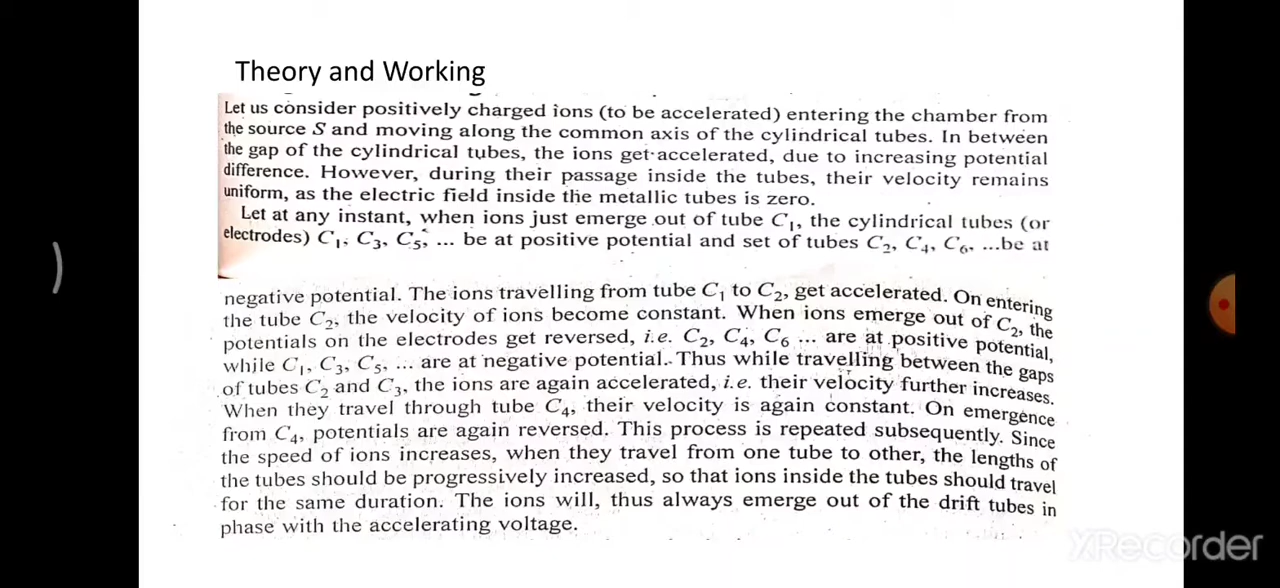 Theory and Working
Let us consider positively charged ions (to be accelerated) entering the chamber from
the source S and moving along the common axis of the cylindrical tubes. In between
the gap of the cylindrical tubes, the ions get accelerated, due to increasing potential
difference. However, during their passage inside the tubes, their velocity remains
uniform, as the electric field inside the metallic tubes is zero.
Let at any instant, when ions just emerge out of tube C₁, the cylindrical tubes (or
electrodes) C₁, C₃, C₅, ... be at positive potential and set of tubes C₂, C₄, C₆, ...be at
negative potential. The ions travelling from tube C₁ to C₂, get accelerated. On entering
the tube C₂, the velocity of ions become constant. When ions emerge out of C₂, the
potentials on the electrodes get reversed, i.e. C₂, C₄, C₆ ... are at positive potential,
while C₁, C₃, C₅, ... are at negative potential. Thus while travelling between the gaps
of tubes C₂ and C₃, the ions are again accelerated, i.e. their velocity further increases.
When they travel through tube C₄, their velocity is again constant. On emergence
from C₄, potentials are again reversed. This process is repeated subsequently. Since
the speed of ions increases, when they travel from one tube to other, the lengths of
the tubes should be progressively increased, so that ions inside the tubes should travel
for the same duration. The ions will, thus always emerge out of the drift tubes in
phase with the accelerating voltage.
)
XRecorder